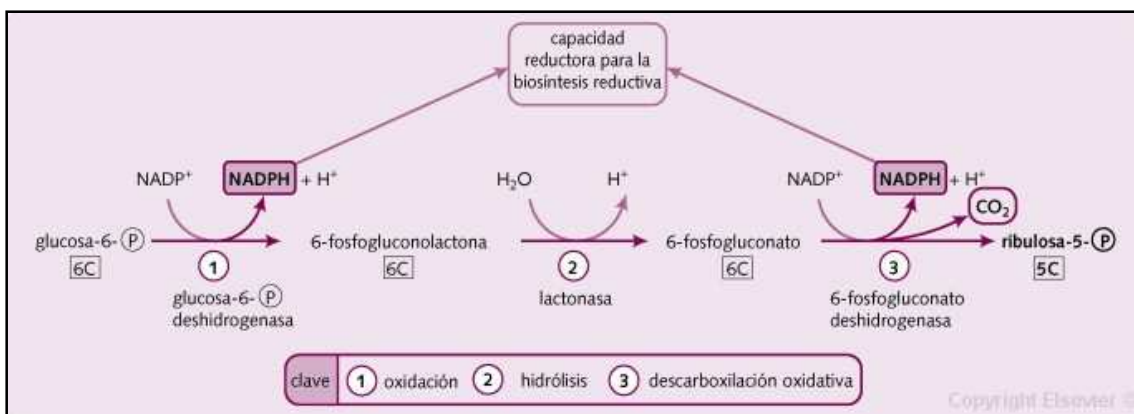 capacidad
reductora para la
biosíntesis reductiva
NADP⁺ NADPH + H⁺ H₂O H⁺ NADP⁺ NADPH + H⁺
CO₂
glucosa-6-P 6-fosfogluconolactona 6-fosfogluconato ribulosa-5-P
6C 6C 6C 5C
1 2 3
glucosa-6-P lactonasa 6-fosfogluconato
deshidrogenasa deshidrogenasa
clave 1 oxidación 2 hidrólisis 3 descarboxilación oxidativa
Copyright Elsevier ©